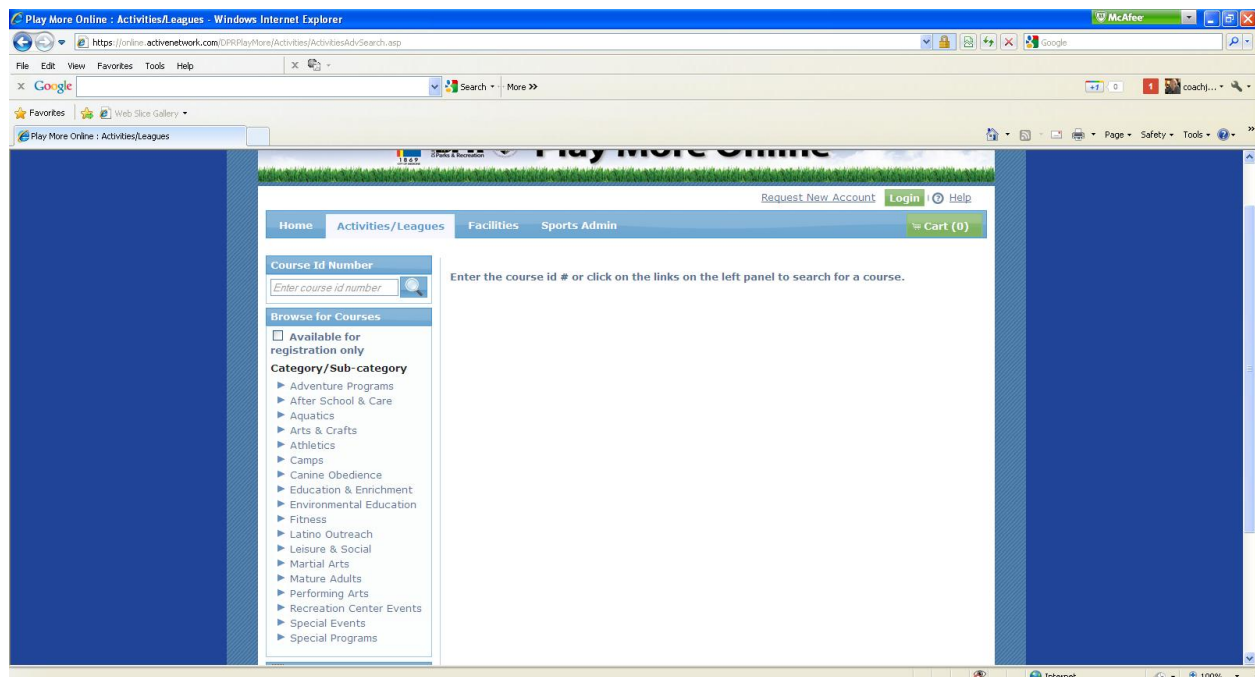 Play More Online : Activities/Leagues - Windows Internet Explorer
McAfee
https://online.activenetwork.com/DPRPlayMore/Activities/ActivitiesAdvSearch.asp
Google
File Edit View Favorites Tools Help
x
x Google
Search
More >>
+1 0
1
coachj...
Favorites
Web Slice Gallery
Play More Online : Activities/Leagues
Page Safety Tools
1869
Parks & Recreation
Play More Online
Request New Account
Login
Help
Home
Activities/Leagues
Facilities
Sports Admin
Cart (0)
Course Id Number
Enter course id number
Enter the course id # or click on the links on the left panel to search for a course.
Browse for Courses
Available for
registration only
Category/Sub-category
Adventure Programs
After School & Care
Aquatics
Arts & Crafts
Athletics
Camps
Canine Obedience
Education & Enrichment
Environmental Education
Fitness
Latino Outreach
Leisure & Social
Martial Arts
Mature Adults
Performing Arts
Recreation Center Events
Special Events
Special Programs
Internet
100%